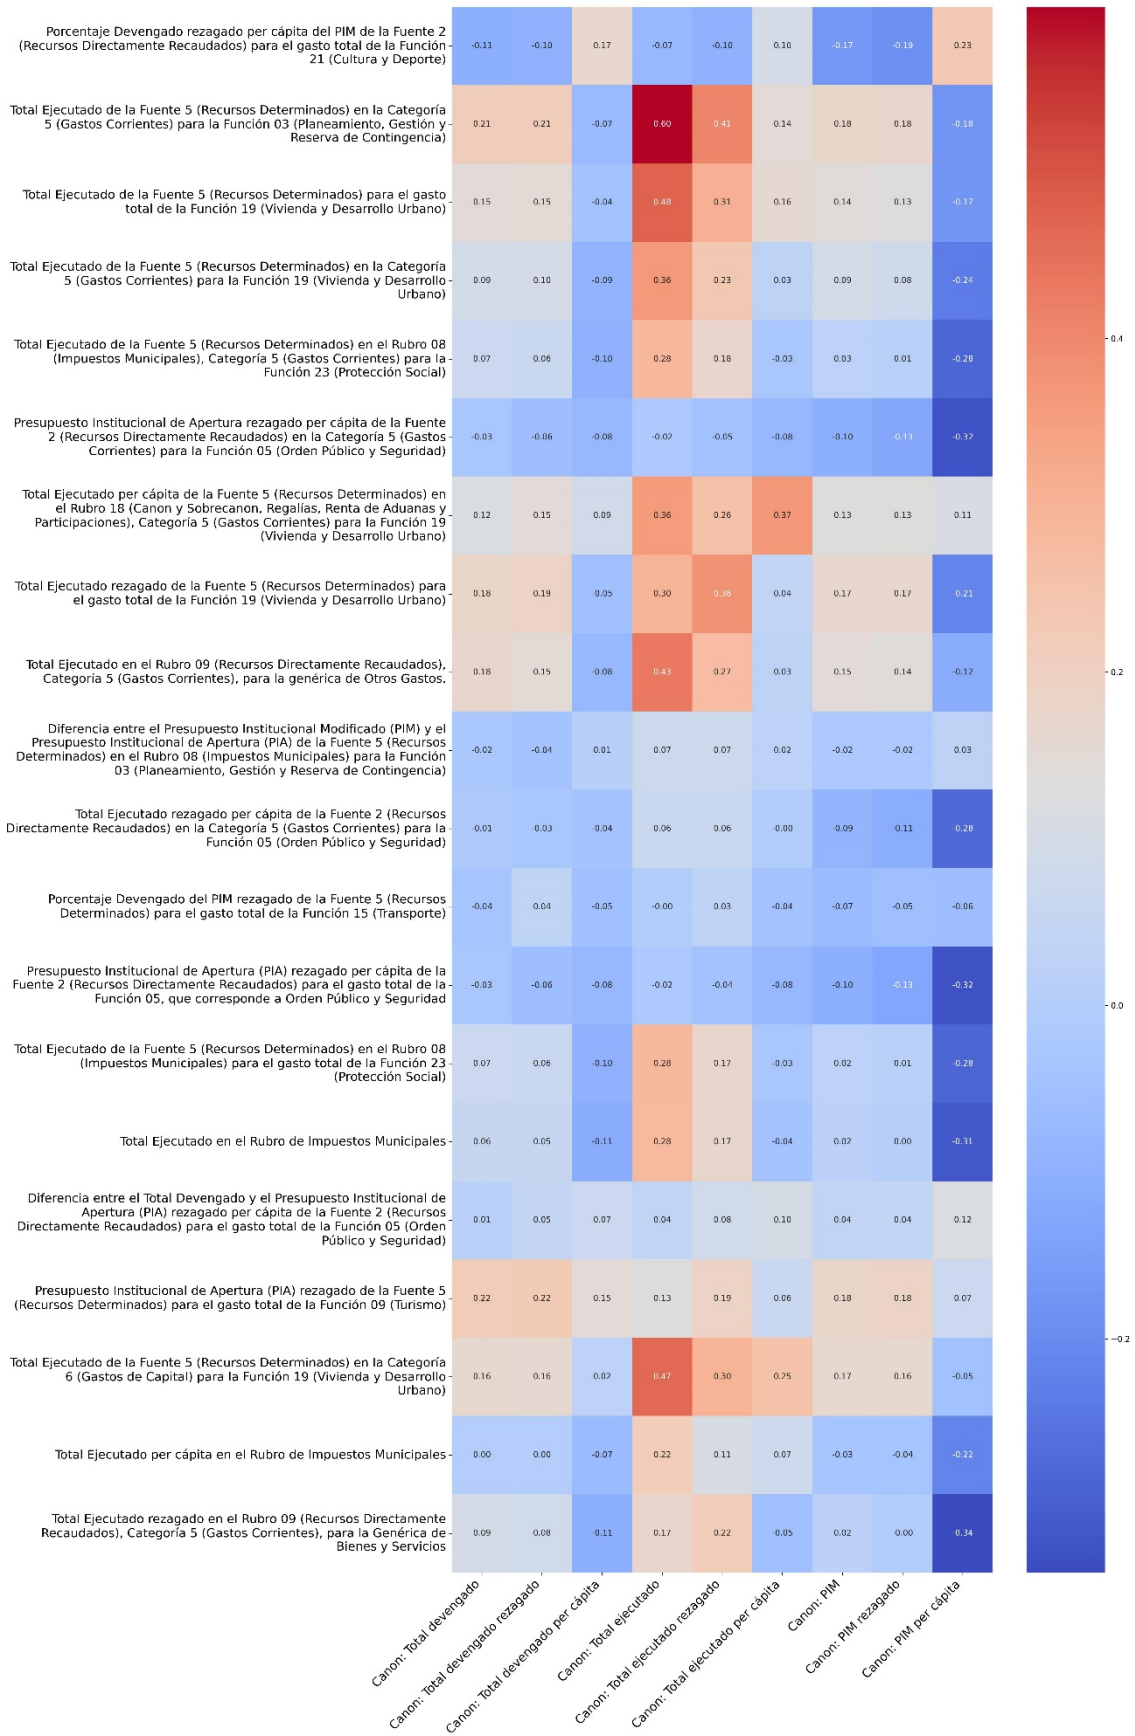 Porcentaje Devengado rezagado per cápita del PIM de la Fuente 2
(Recursos Directamente Recaudados) para el gasto total de la Función
21 (Cultura y Deporte)
-0.11 -0.10 0.17 -0.07 -0.10 0.10 -0.17 -0.19 0.23
Total Ejecutado de la Fuente 5 (Recursos Determinados) en la Categoría
5 (Gastos Corrientes) para la Función 03 (Planeamiento, Gestión y
Reserva de Contingencia)
0.21 0.21 -0.07 0.60 0.41 0.14 0.18 0.18 -0.18
Total Ejecutado de la Fuente 5 (Recursos Determinados) para el gasto
total de la Función 19 (Vivienda y Desarrollo Urbano)
0.15 0.15 -0.04 0.48 0.31 0.16 0.14 0.13 -0.17
Total Ejecutado de la Fuente 5 (Recursos Determinados) en la Categoría
5 (Gastos Corrientes) para la Función 19 (Vivienda y Desarrollo
Urbano)
0.09 0.10 -0.09 0.36 0.23 0.03 0.09 0.08 -0.24
Total Ejecutado de la Fuente 5 (Recursos Determinados) en el Rubro 08
(Impuestos Municipales), Categoría 5 (Gastos Corrientes) para la
Función 23 (Protección Social)
0.07 0.06 -0.10 0.28 0.18 -0.03 0.03 0.01 -0.28
Presupuesto Institucional de Apertura rezagado per cápita de la Fuente
2 (Recursos Directamente Recaudados) en la Categoría 5 (Gastos
Corrientes) para la Función 05 (Orden Público y Seguridad)
-0.03 -0.06 -0.08 -0.02 -0.05 -0.08 -0.10 -0.13 -0.32
Total Ejecutado per cápita de la Fuente 5 (Recursos Determinados) en
el Rubro 18 (Canon y Sobrecanon, Regalías, Renta de Aduanas y
Participaciones), Categoría 5 (Gastos Corrientes) para la Función 19
(Vivienda y Desarrollo Urbano)
0.12 0.15 0.09 0.36 0.26 0.37 0.13 0.13 0.11
Total Ejecutado rezagado de la Fuente 5 (Recursos Determinados) para
el gasto total de la Función 19 (Vivienda y Desarrollo Urbano)
0.18 0.19 -0.05 0.30 0.38 0.04 0.17 0.17 -0.21
Total Ejecutado en el Rubro 09 (Recursos Directamente Recaudados),
Categoría 5 (Gastos Corrientes), para la genérica de Otros Gastos.
0.18 0.15 -0.08 0.43 0.27 0.03 0.15 0.14 -0.12
Diferencia entre el Presupuesto Institucional Modificado (PIM) y el
Presupuesto Institucional de Apertura (PIA) de la Fuente 5 (Recursos
Determinados) en el Rubro 08 (Impuestos Municipales) para la Función
03 (Planeamiento, Gestión y Reserva de Contingencia)
-0.02 -0.04 0.01 0.07 0.07 0.02 -0.02 -0.02 0.03
Total Ejecutado rezagado per cápita de la Fuente 2 (Recursos
Directamente Recaudados) en la Categoría 5 (Gastos Corrientes) para la
Función 05 (Orden Público y Seguridad)
-0.01 -0.03 -0.04 0.06 0.06 -0.00 -0.09 -0.11 -0.28
Porcentaje Devengado del PIM rezagado de la Fuente 5 (Recursos
Determinados) para el gasto total de la Función 15 (Transporte)
-0.04 0.04 -0.05 -0.00 0.03 -0.04 -0.07 -0.05 -0.06
Presupuesto Institucional de Apertura (PIA) rezagado per cápita de la
Fuente 2 (Recursos Directamente Recaudados) para el gasto total de la
Función 05, que corresponde a Orden Público y Seguridad
-0.03 -0.06 -0.08 -0.02 -0.04 -0.08 -0.10 -0.13 -0.32
Total Ejecutado de la Fuente 5 (Recursos Determinados) en el Rubro 08
(Impuestos Municipales) para el gasto total de la Función 23
(Protección Social)
0.07 0.06 -0.10 0.28 0.17 -0.03 0.02 0.01 -0.28
Total Ejecutado en el Rubro de Impuestos Municipales
0.06 0.05 -0.11 0.28 0.17 -0.04 0.02 0.00 -0.31
Diferencia entre el Total Devengado y el Presupuesto Institucional de
Apertura (PIA) rezagado per cápita de la Fuente 2 (Recursos
Directamente Recaudados) para el gasto total de la Función 05 (Orden
Público y Seguridad)
0.01 0.05 0.07 0.04 0.08 0.10 0.04 0.04 0.12
Presupuesto Institucional de Apertura (PIA) rezagado de la Fuente 5
(Recursos Determinados) para el gasto total de la Función 09 (Turismo)
0.22 0.22 0.15 0.13 0.19 0.06 0.18 0.18 0.07
Total Ejecutado de la Fuente 5 (Recursos Determinados) en la Categoría
6 (Gastos de Capital) para la Función 19 (Vivienda y Desarrollo
Urbano)
0.16 0.16 0.02 0.47 0.30 0.25 0.17 0.16 -0.05
Total Ejecutado per cápita en el Rubro de Impuestos Municipales
0.00 0.00 -0.07 0.22 0.11 0.07 -0.03 -0.04 -0.22
Total Ejecutado rezagado en el Rubro 09 (Recursos Directamente
Recaudados), Categoría 5 (Gastos Corrientes), para la Genérica de
Bienes y Servicios
0.09 0.08 -0.11 0.17 0.22 -0.05 0.02 -0.00 -0.34
Canon: Total devengado
Canon: Total devengado rezagado
Canon: Total devengado per cápita
Canon: Total ejecutado
Canon: Total ejecutado rezagado
Canon: Total ejecutado per cápita
Canon: PIM
Canon: PIM rezagado
Canon: PIM per cápita
0.4
0.2
0.0
-0.2